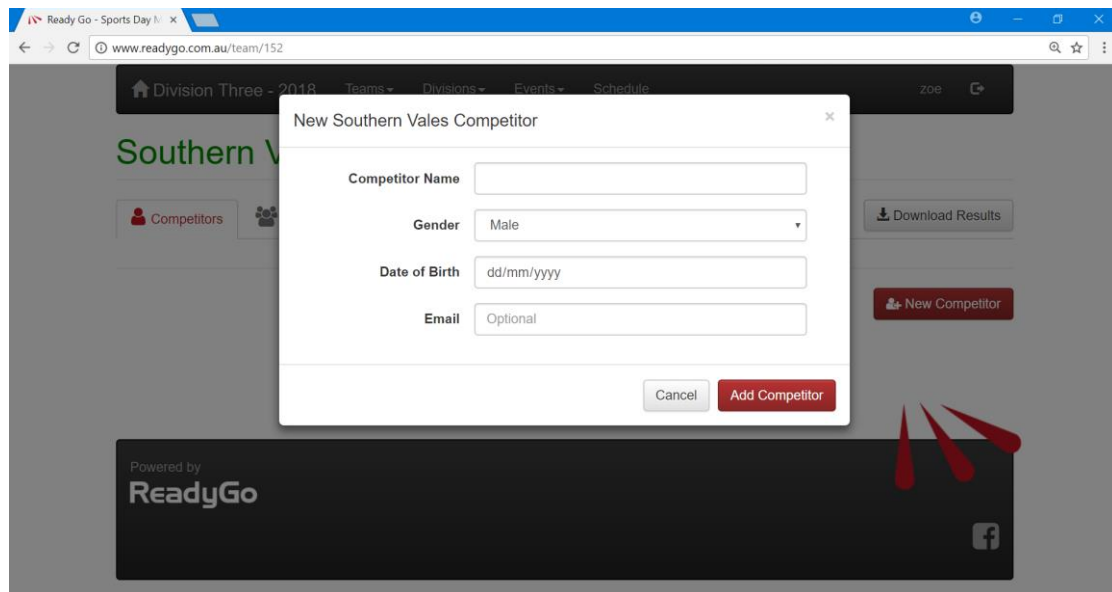 Ready Go - Sports Day M
www.readygo.com.au/team/152
Division Three - 2018 Teams Divisions Events Schedule zoe
Southern V
Competitors
Download Results
New Competitor
New Southern Vales Competitor ×
Competitor Name
Gender Male
Date of Birth dd/mm/yyyy
Email Optional
Cancel Add Competitor
Powered by
ReadyGo